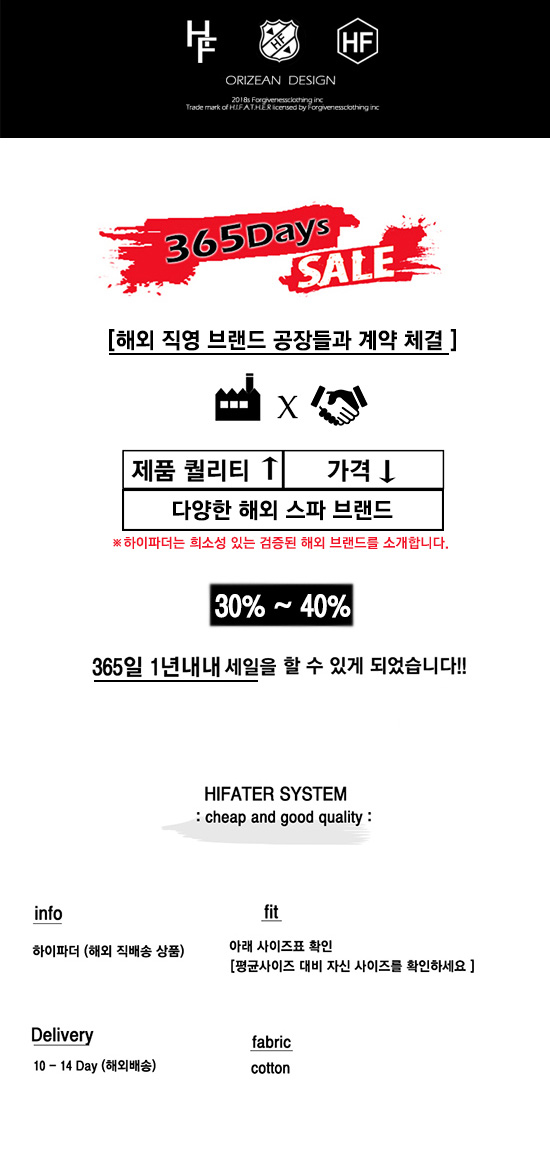 HF
HF
HF
ORIZEAN DESIGN
2018s Forgivenessclothing inc
Trade mark of H.I.F.A.T.H.E.R licensed by Forgivenessclothing inc
365Days
SALE
[해외 직영 브랜드 공장들과 계약 체결 ]
X
제품 퀄리티 ↑ 가격 ↓
다양한 해외 스파 브랜드
※하이파더는 희소성 있는 검증된 해외 브랜드를 소개합니다.
30% ~ 40%
365일 1년내내 세일을 할 수 있게 되었습니다!!
HIFATER SYSTEM
: cheap and good quality :
info
하이파더 (해외 직배송 상품)
fit
아래 사이즈표 확인
[평균사이즈 대비 자신 사이즈를 확인하세요 ]
Delivery
10 - 14 Day (해외배송)
fabric
cotton